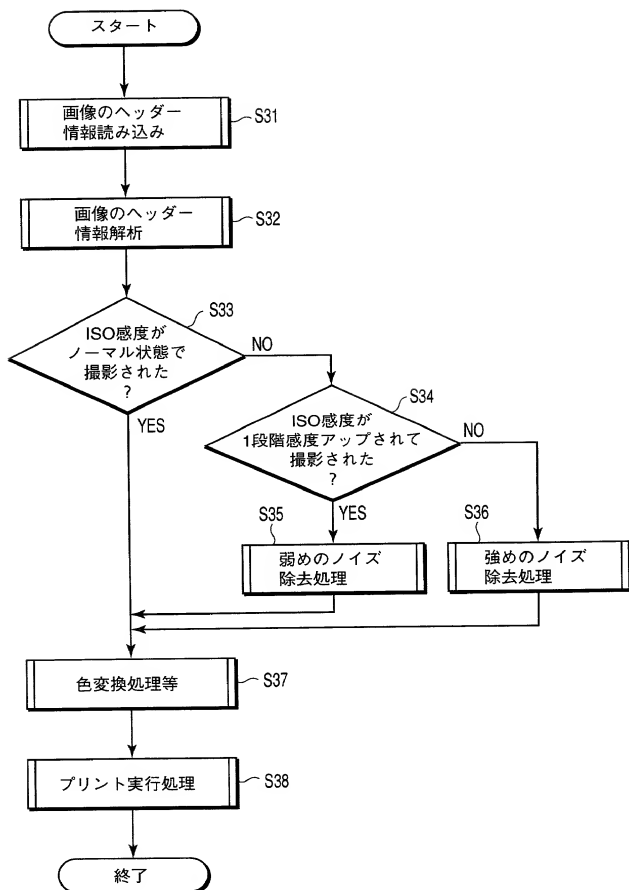 スタート
画像のヘッダー
情報読み込み
S31
画像のヘッダー
情報解析
S32
S33
ISO感度が
ノーマル状態で
撮影された
?
NO
YES
S34
ISO感度が
1段階感度アップされて
撮影された
?
NO
YES
S35
弱めのノイズ
除去処理
S36
強めのノイズ
除去処理
色変換処理等
S37
プリント実行処理
S38
終了